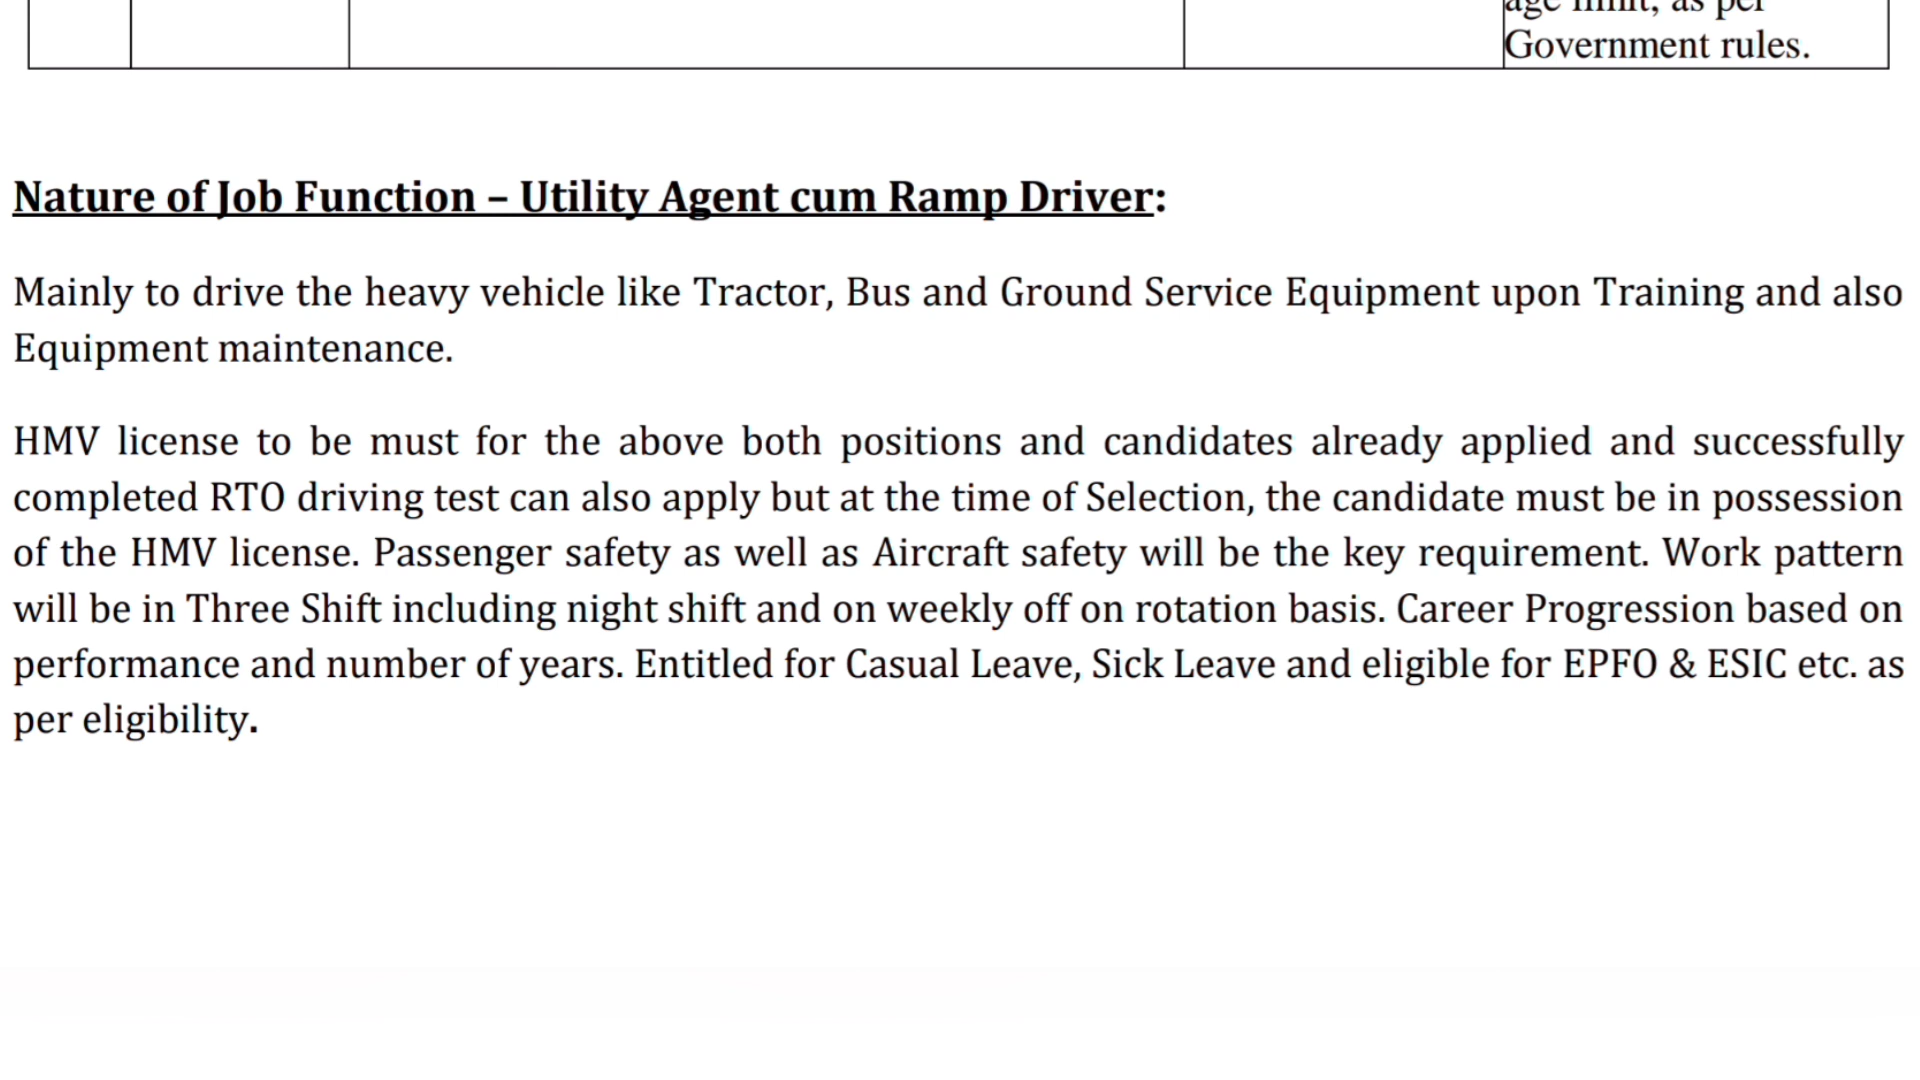 age limit, as per
Government rules.
Nature of Job Function – Utility Agent cum Ramp Driver:
Mainly to drive the heavy vehicle like Tractor, Bus and Ground Service Equipment upon Training and also
Equipment maintenance.
HMV license to be must for the above both positions and candidates already applied and successfully
completed RTO driving test can also apply but at the time of Selection, the candidate must be in possession
of the HMV license. Passenger safety as well as Aircraft safety will be the key requirement. Work pattern
will be in Three Shift including night shift and on weekly off on rotation basis. Career Progression based on
performance and number of years. Entitled for Casual Leave, Sick Leave and eligible for EPFO & ESIC etc. as
per eligibility.